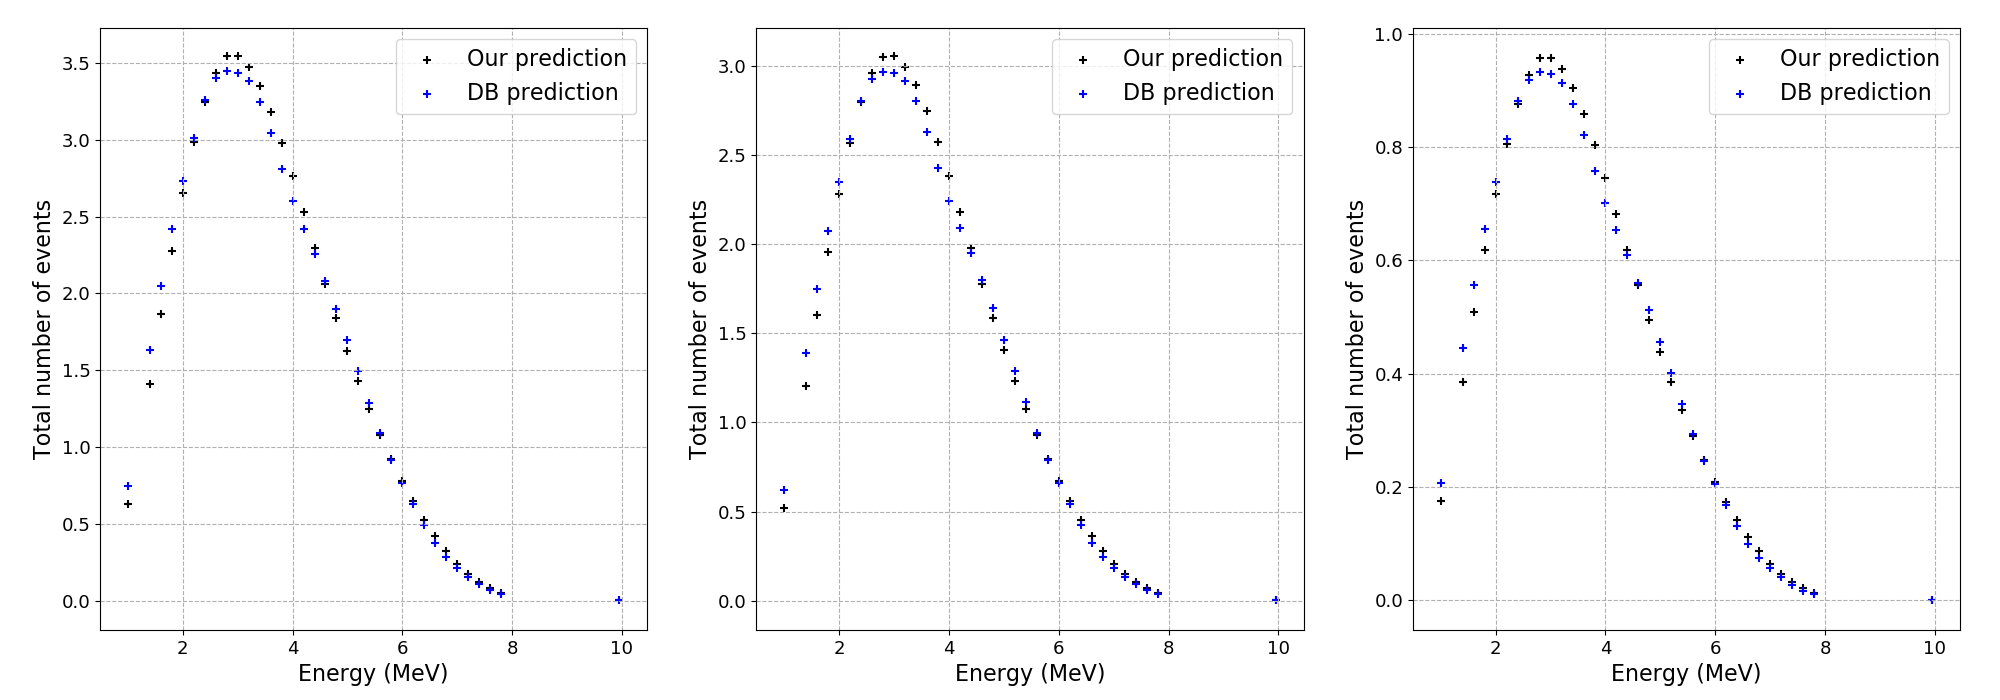 Total number of events
3.5
3.0
2.5
2.0
1.5
1.0
0.5
0.0
Our prediction
DB prediction
2 4 6 8 10
Energy (MeV)
Total number of events
3.0
2.5
2.0
1.5
1.0
0.5
0.0
Our prediction
DB prediction
2 4 6 8 10
Energy (MeV)
Total number of events
1.0
0.8
0.6
0.4
0.2
0.0
Our prediction
DB prediction
2 4 6 8 10
Energy (MeV)